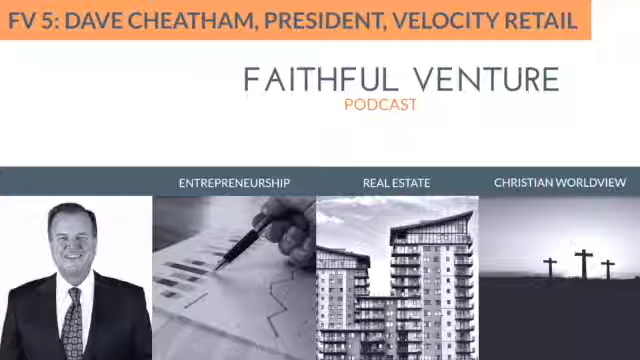 FV 5: DAVE CHEATHAM, PRESIDENT, VELOCITY RETAIL
FAITHFUL VENTURE
PODCAST
ENTREPRENEURSHIP
REAL ESTATE
CHRISTIAN WORLDVIEW